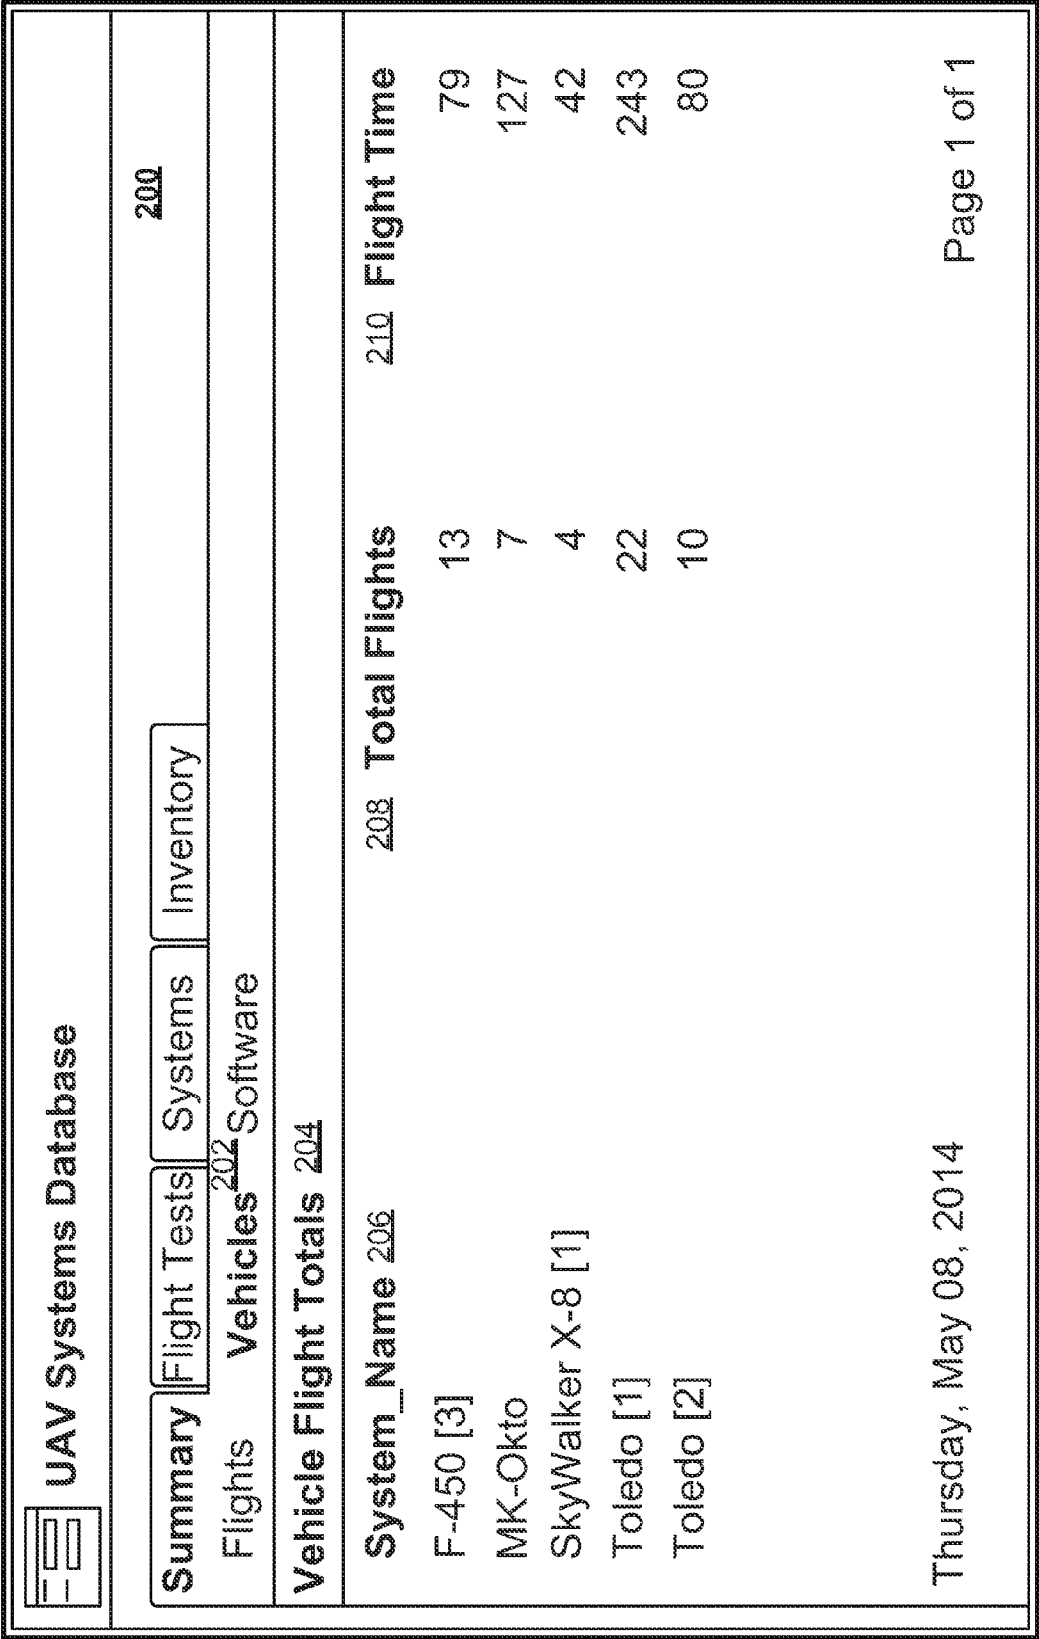 UAV Systems Database
200
Summary Flight Tests Systems Inventory
Flights Vehicles 202 Software
Vehicle Flight Totals 204
System_Name 206 208 Total Flights 210 Flight Time
F-450 [3] 13 79
MK-Okto 7 127
SkyWalker X-8 [1] 4 42
Toledo [1] 22 243
Toledo [2] 10 80
Thursday, May 08, 2014 Page 1 of 1